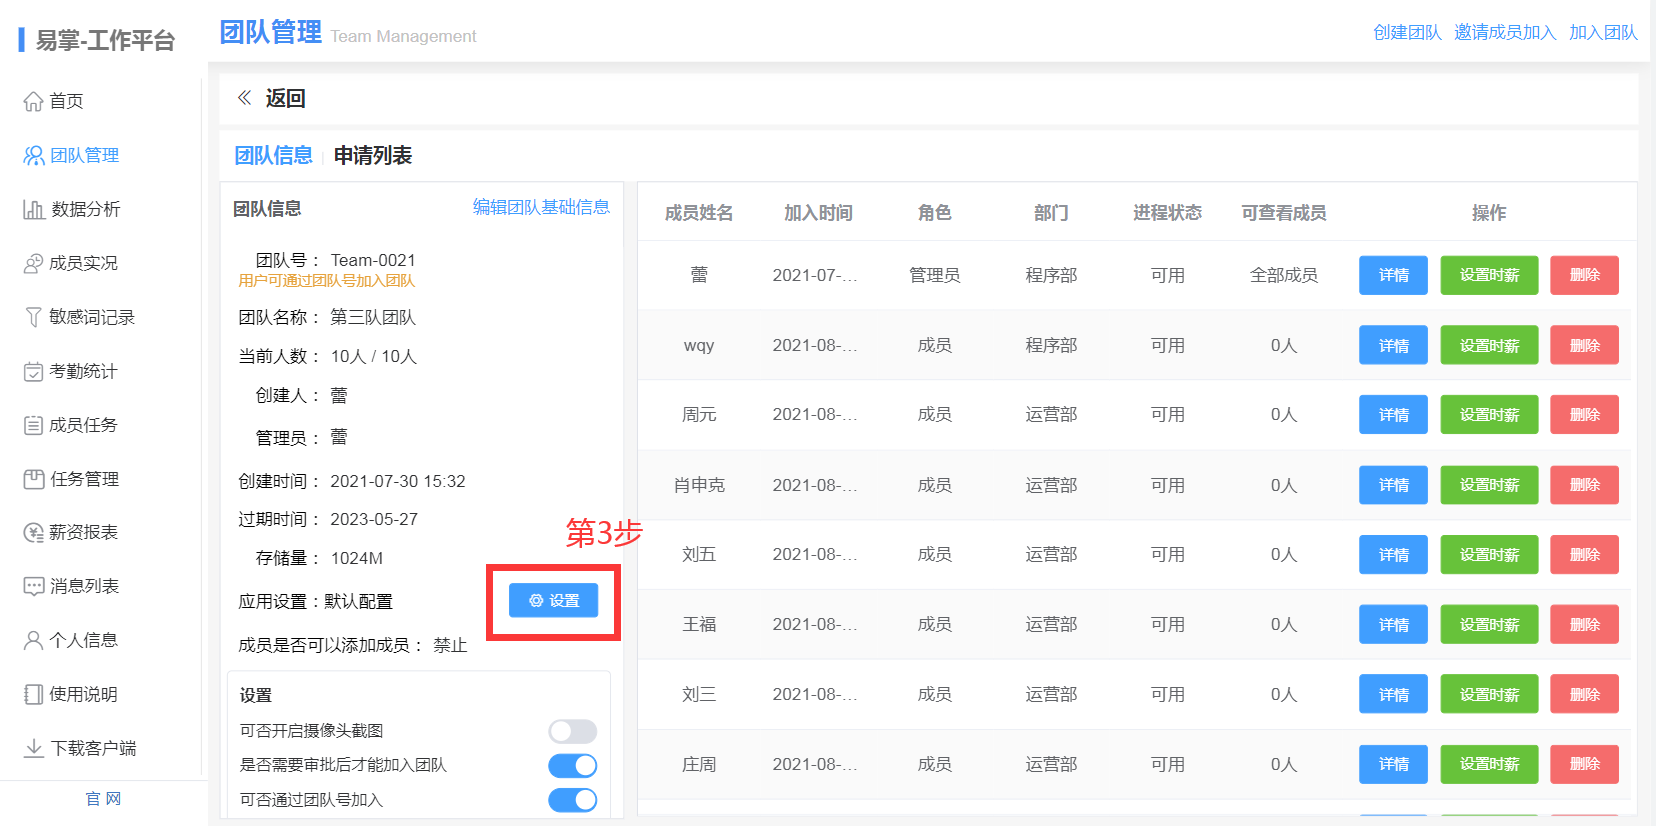 易掌-工作平台
首页
团队管理
数据分析
成员实况
敏感词记录
考勤统计
成员任务
任务管理
薪资报表
消息列表
个人信息
使用说明
下载客户端
官 网
团队管理 Team Management
创建团队 邀请成员加入 加入团队
返回
团队信息 申请列表
团队信息 编辑团队基础信息
团队号： Team-0021
用户可通过团队号加入团队
团队名称： 第三队团队
当前人数： 10人 / 10人
创建人： 蕾
管理员： 蕾
创建时间： 2021-07-30 15:32
过期时间： 2023-05-27
第3步
存储量： 1024M
应用设置：默认配置 设置
成员是否可以添加成员： 禁止
设置
可否开启摄像头截图
是否需要审批后才能加入团队
可否通过团队号加入
成员姓名 加入时间 角色 部门 进程状态 可查看成员 操作
蕾 2021-07-... 管理员 程序部 可用 全部成员 详情 设置时薪 删除
wqy 2021-08-... 成员 程序部 可用 0人 详情 设置时薪 删除
周元 2021-08-... 成员 运营部 可用 0人 详情 设置时薪 删除
肖申克 2021-08-... 成员 运营部 可用 0人 详情 设置时薪 删除
刘五 2021-08-... 成员 运营部 可用 0人 详情 设置时薪 删除
王福 2021-08-... 成员 运营部 可用 0人 详情 设置时薪 删除
刘三 2021-08-... 成员 运营部 可用 0人 详情 设置时薪 删除
庄周 2021-08-... 成员 运营部 可用 0人 详情 设置时薪 删除